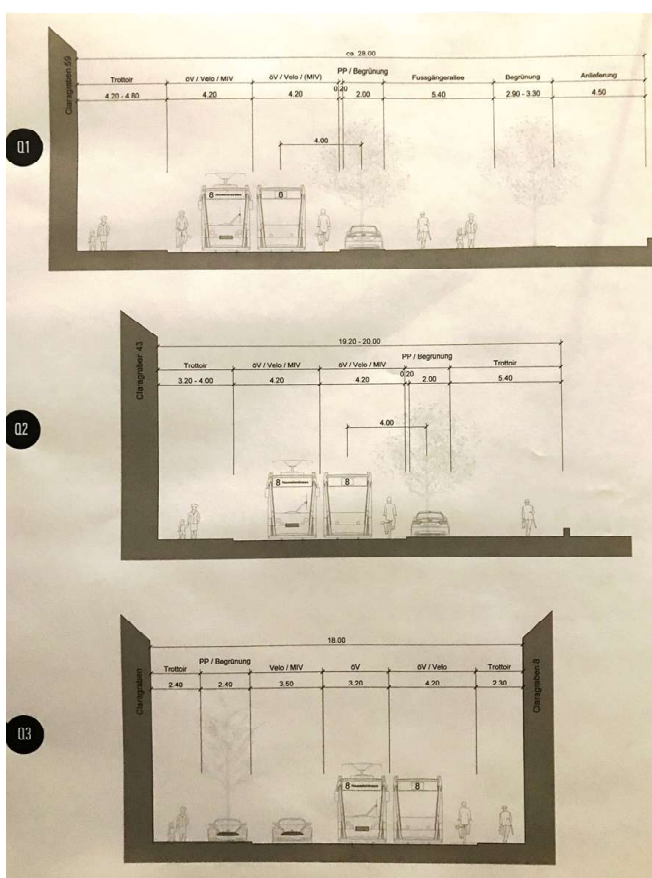 Q1
Claragraben 59
ca. 28.00
Trottoir
öV / Velo / MIV
öV / Velo / (MIV)
PP / Begrünung
Fussgängerallee
Begrünung
Anlieferung
4.20 - 4.80
4.20
4.20
0.20
2.00
5.40
2.90 - 3.30
4.50
4.00
8
8
Q2
Claragraben 43
19.20 - 20.00
Trottoir
öV / Velo / MIV
öV / Velo / MIV
PP / Begrünung
Trottoir
3.20 - 4.00
4.20
4.20
0.20
2.00
5.40
4.00
8
8
Q3
Claragraben
Claragraben 8
18.00
Trottoir
PP / Begrünung
Velo / MIV
öV
öV / Velo
Trottoir
2.40
2.40
3.50
3.20
4.20
2.30
8
8